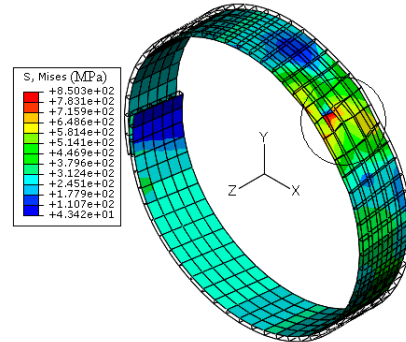 S, Mises (MPa)
+8.503e+02
+7.831e+02
+7.159e+02
+6.486e+02
+5.814e+02
+5.141e+02
+4.469e+02
+3.796e+02
+3.124e+02
+2.451e+02
+1.779e+02
+1.107e+02
+4.342e+01
Y
Z
X